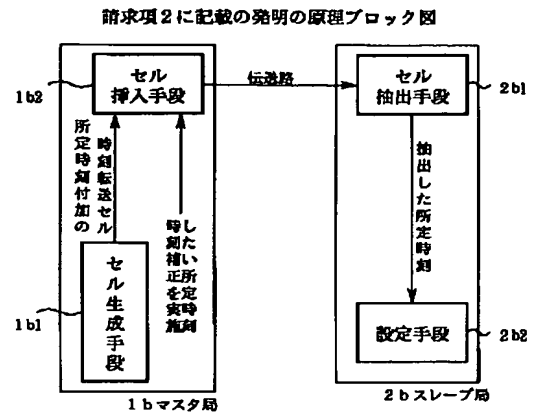 請求項2に記載の発明の原理ブロック図
1b2
セル
挿入手段
伝送路
セル
抽出手段
2b1
所定時刻付加の
時刻転送セル
時刻補正を実施
したい所定時刻
抽出した所定時刻
1b1
セル生成手段
設定手段
2b2
1bマスタ局
2bスレーブ局